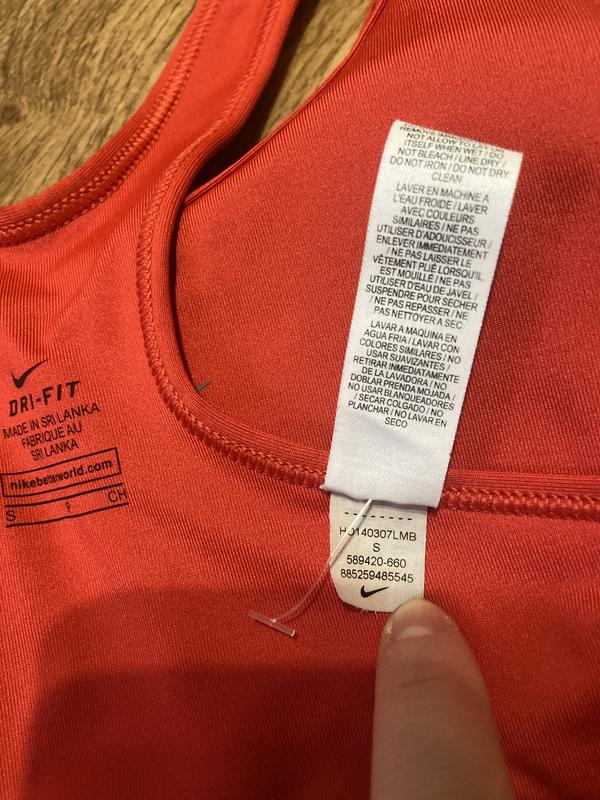 REMOVE IMMEDIATELY
NOT ALLOW TO LAY ON
ITSELF WHEN WET / DO
NOT BLEACH / LINE DRY /
DO NOT IRON / DO NOT DRY
CLEAN
LAVER EN MACHINE A
L'EAU FROIDE / LAVER
AVEC COULEURS
SIMILAIRES / NE PAS
UTILISER D'ADOUCISSEUR /
ENLEVER IMMEDIATEMENT
/ NE PAS LAISSER LE
VÊTEMENT PLIÉ LORSQU'IL
EST MOUILLÉ / NE PAS
UTILISER D'EAU DE JAVEL /
SUSPENDRE POUR SECHER
/ NE PAS REPASSER / NE
PAS NETTOYER A SEC
LAVAR A MAQUINA EN
AGUA FRIA / LAVAR CON
COLORES SIMILARES / NO
USAR SUAVIZANTES /
RETIRAR INMEDIATAMENTE
DE LA LAVADORA / NO
DOBLAR PRENDA MOJADA /
NO USAR BLANQUEADORES
/ SECAR COLGADO / NO
PLANCHAR / NO LAVAR EN
SECO
DRI-FIT
MADE IN SRI LANKA
FABRIQUE AU
SRI LANKA
nikebetterworld.com
S P CH
140307LMB
S
589420-660
885259485545